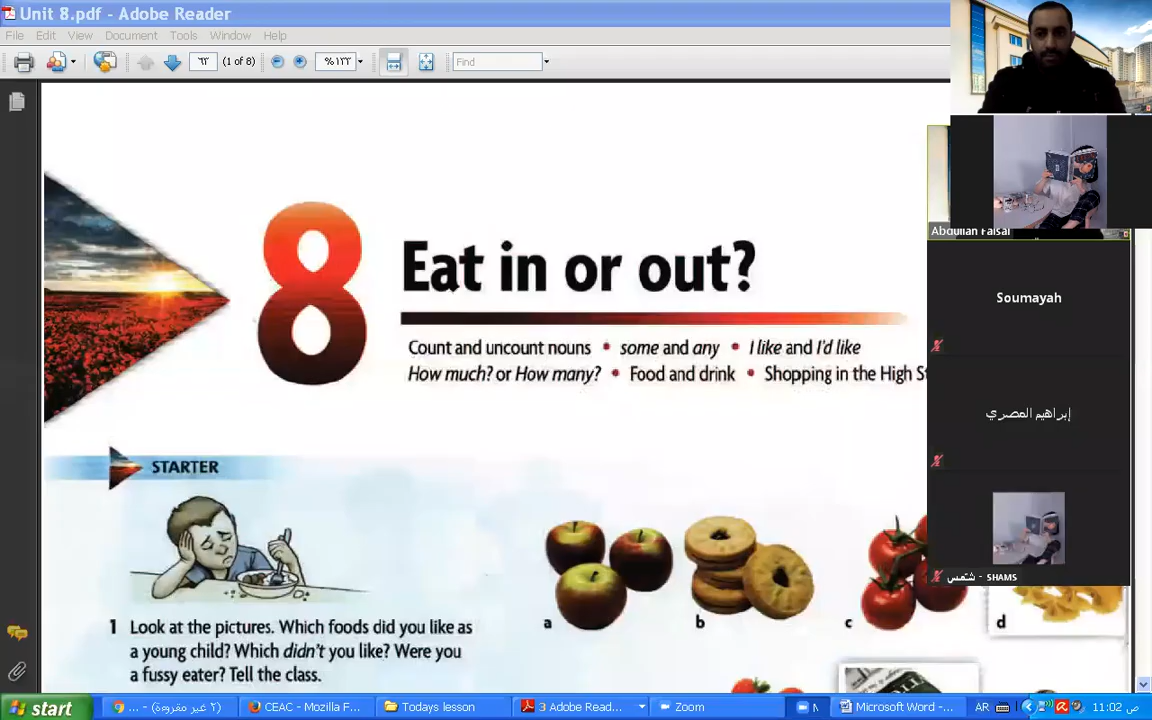 Unit 8.pdf - Adobe Reader
File Edit View Document Tools Window Help
٦٣ (1 of 8) %١٣٣ Find
8
Eat in or out?
Count and uncount nouns • some and any • I like and I'd like
How much? or How many? • Food and drink • Shopping in the High St
STARTER
a b c d
1 Look at the pictures. Which foods did you like as
a young child? Which didn't you like? Were you
a fussy eater? Tell the class.
Abdullah Faisal
Soumayah
إبراهيم المصري
شـمـس - SHAMS
start (٢ غير مقروءة) ... CEAC - Mozilla F... Todays lesson 3 Adobe Read... Zoom Microsoft Word -... AR 11:02 ص